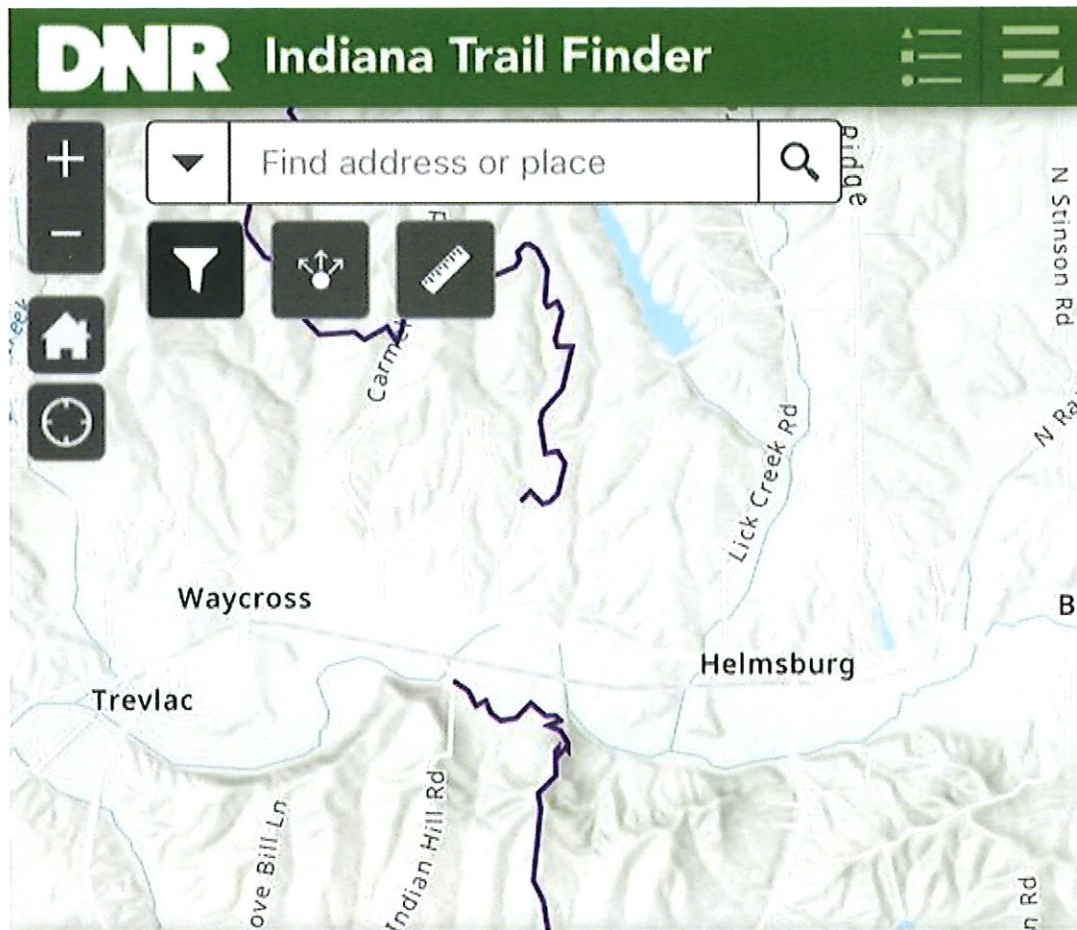 DNR Indiana Trail Finder
Find address or place
Ridge
N Stinson Rd
Carmel
N Ra
Lick Creek Rd
Waycross
B
Helmsburg
Trevlac
ove Bill Ln
Indian Hill Rd
n Rd